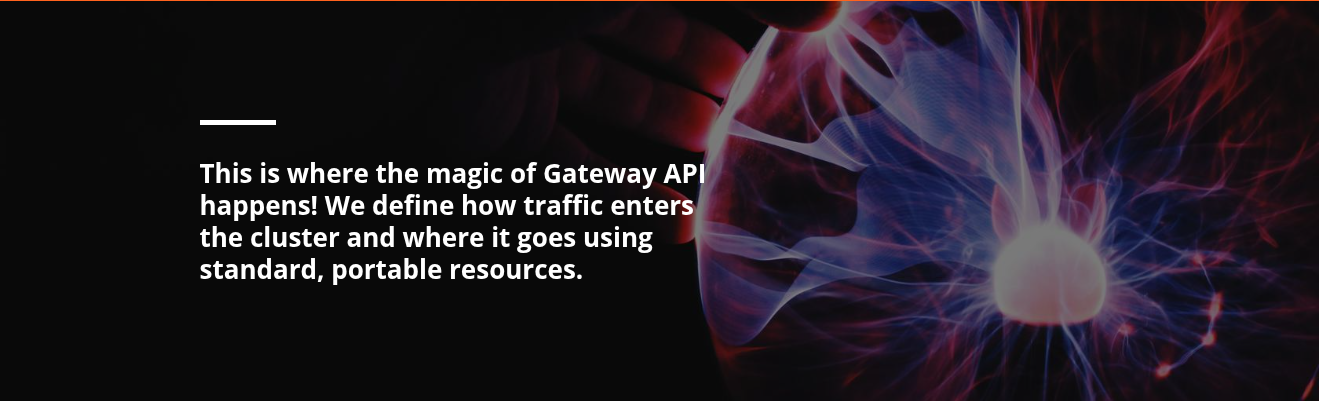 This is where the magic of Gateway API
happens! We define how traffic enters
the cluster and where it goes using
standard, portable resources.